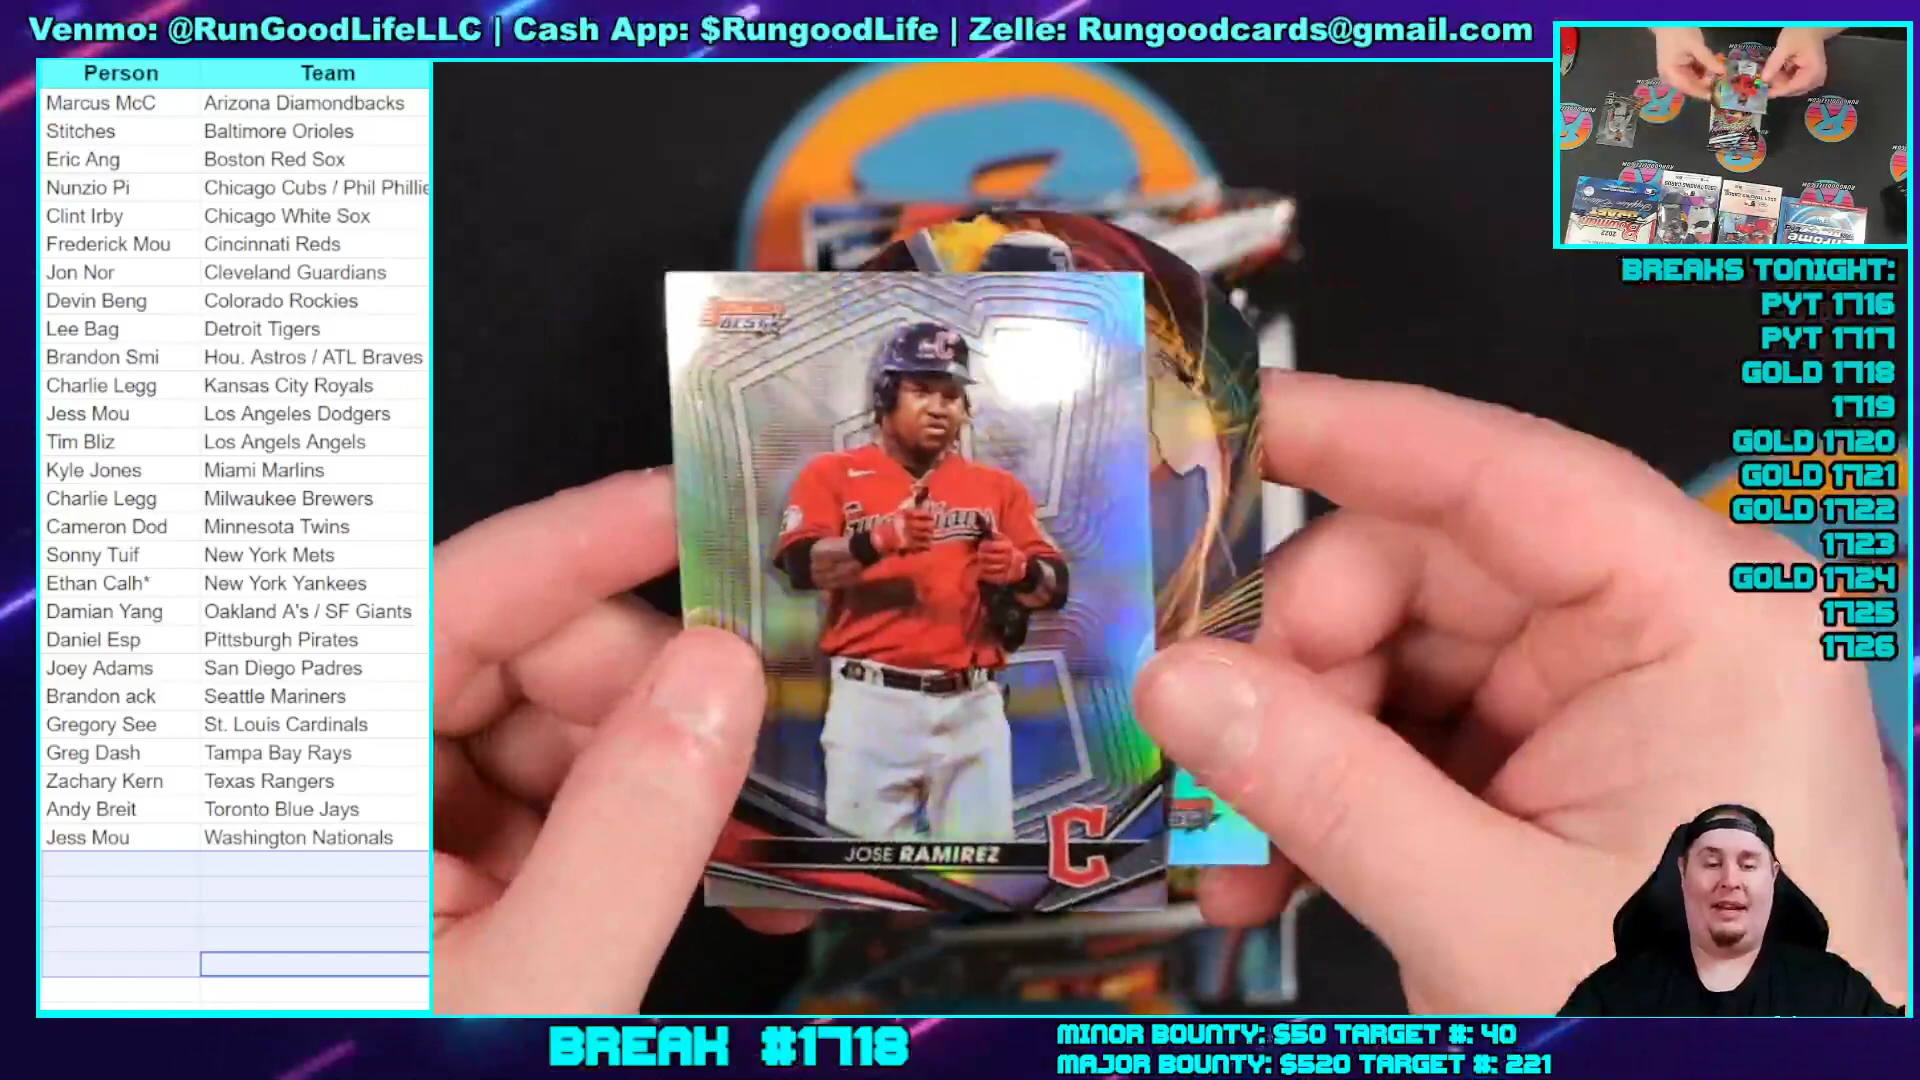 Venmo: @RunGoodLifeLLC | Cash App: $RungoodLife | Zelle: Rungoodcards@gmail.com
Person Team
Marcus McC Arizona Diamondbacks
Stitches Baltimore Orioles
Eric Ang Boston Red Sox
Nunzio Pi Chicago Cubs / Phil Phillie
Clint Irby Chicago White Sox
Frederick Mou Cincinnati Reds
Jon Nor Cleveland Guardians
Devin Beng Colorado Rockies
Lee Bag Detroit Tigers
Brandon Smi Hou. Astros / ATL Braves
Charlie Legg Kansas City Royals
Jess Mou Los Angeles Dodgers
Tim Bliz Los Angels Angels
Kyle Jones Miami Marlins
Charlie Legg Milwaukee Brewers
Cameron Dod Minnesota Twins
Sonny Tuif New York Mets
Ethan Calh* New York Yankees
Damian Yang Oakland A's / SF Giants
Daniel Esp Pittsburgh Pirates
Joey Adams San Diego Padres
Brandon ack Seattle Mariners
Gregory See St. Louis Cardinals
Greg Dash Tampa Bay Rays
Zachary Kern Texas Rangers
Andy Breit Toronto Blue Jays
Jess Mou Washington Nationals
BEST
C
Guardians
JOSE RAMIREZ
C
BREAKS TONIGHT:
PYT 1716
PYT 1717
GOLD 1718
1719
GOLD 1720
GOLD 1721
GOLD 1722
1723
GOLD 1724
1725
1726
BREAK #1718
MINOR BOUNTY: $50 TARGET #: 40
MAJOR BOUNTY: $520 TARGET #: 221